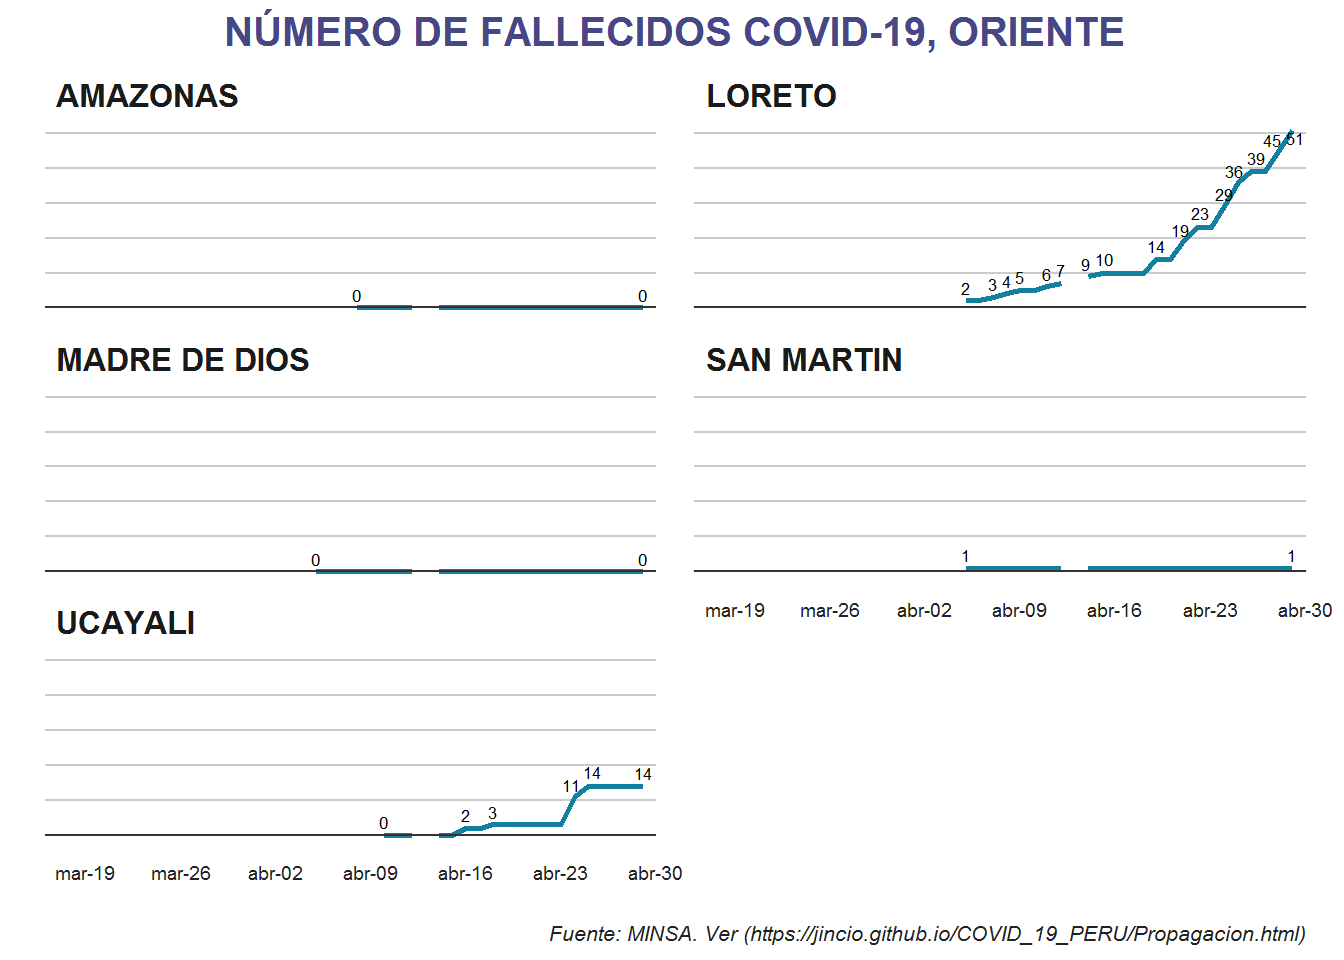 NÚMERO DE FALLECIDOS COVID-19, ORIENTE
AMAZONAS
0 0
LORETO
2 3 4 5 6 7 9 10 14 19 23 29 36 39 45 51
MADRE DE DIOS
0 0
SAN MARTIN
1 1
mar-19 mar-26 abr-02 abr-09 abr-16 abr-23 abr-30
UCAYALI
0 2 3 11 14 14
mar-19 mar-26 abr-02 abr-09 abr-16 abr-23 abr-30
Fuente: MINSA. Ver (https://jincio.github.io/COVID_19_PERU/Propagacion.html)